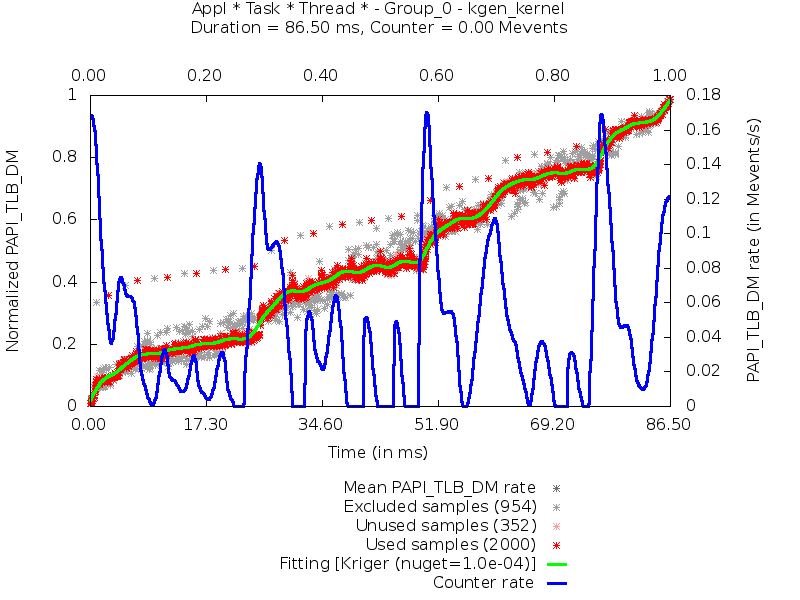 Appl * Task * Thread * - Group_0 - kgen_kernel
Duration = 86.50 ms, Counter = 0.00 Mevents
0.00 0.20 0.40 0.60 0.80 1.00
1 0.18
0.16
0.8 0.14
0.12
0.6 0.1
0.08
0.4 0.06
0.04
0.2 0.02
0 0
Normalized PAPI_TLB_DM
PAPI_TLB_DM rate (in Mevents/s)
0.00 17.30 34.60 51.90 69.20 86.50
Time (in ms)
Mean PAPI_TLB_DM rate
Excluded samples (954)
Unused samples (352)
Used samples (2000)
Fitting [Kriger (nuget=1.0e-04)]
Counter rate